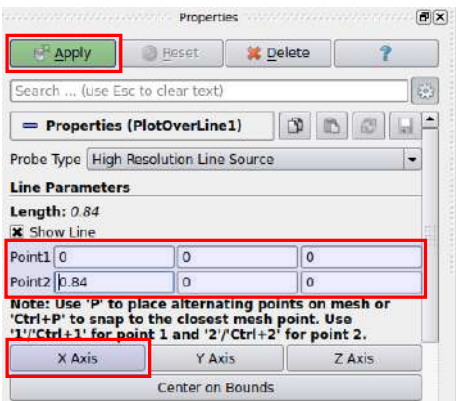 Properties
Apply Reset Delete ?
Search ... (use Esc to clear text)
Properties (PlotOverLine1)
Probe Type High Resolution Line Source
Line Parameters
Length: 0.84
Show Line
Point1 0 0 0
Point2 0.84 0 0
Note: Use 'P' to place alternating points on mesh or
'Ctrl+P' to snap to the closest mesh point. Use
'1'/'Ctrl+1' for point 1 and '2'/'Ctrl+2' for point 2.
X Axis Y Axis Z Axis
Center on Bounds